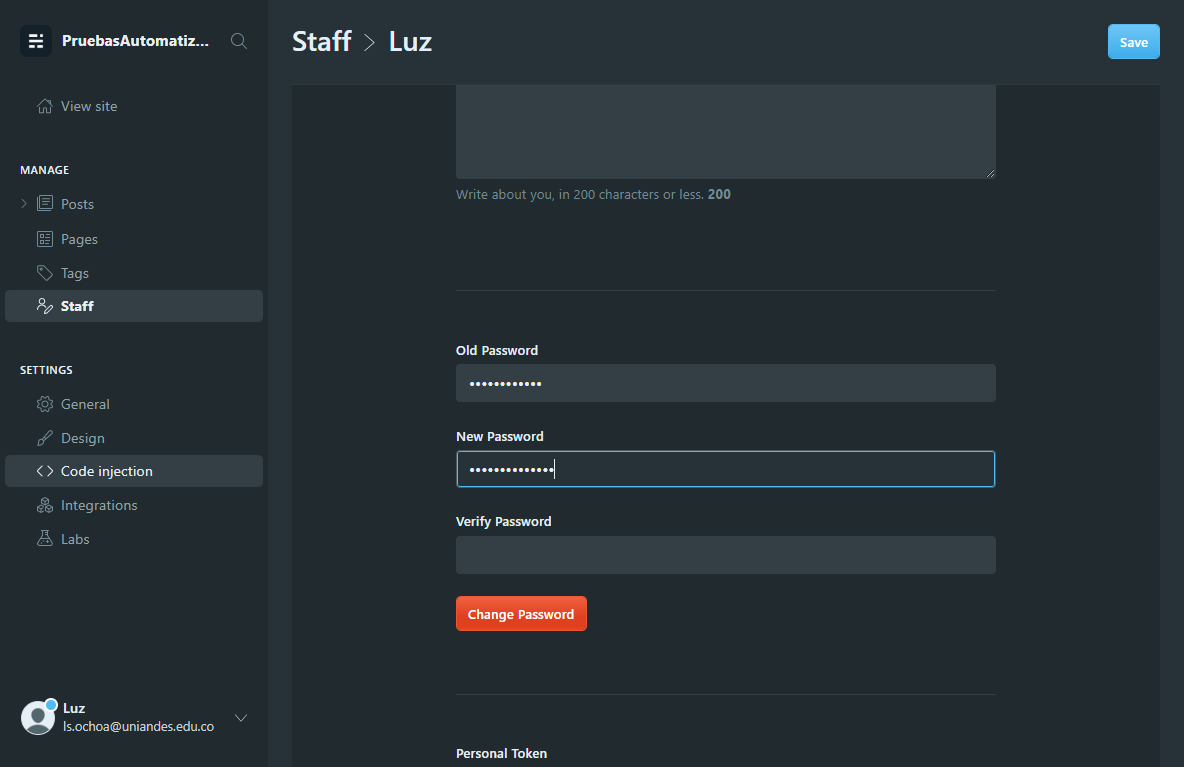 PruebasAutomatiz...
Staff > Luz
Save
View site
MANAGE
Posts
Pages
Tags
Staff
SETTINGS
General
Design
Code injection
Integrations
Labs
Luz
ls.ochoa@uniandes.edu.co
Write about you, in 200 characters or less. 200
Old Password
••••••••••••
New Password
••••••••••••••
Verify Password
Change Password
Personal Token